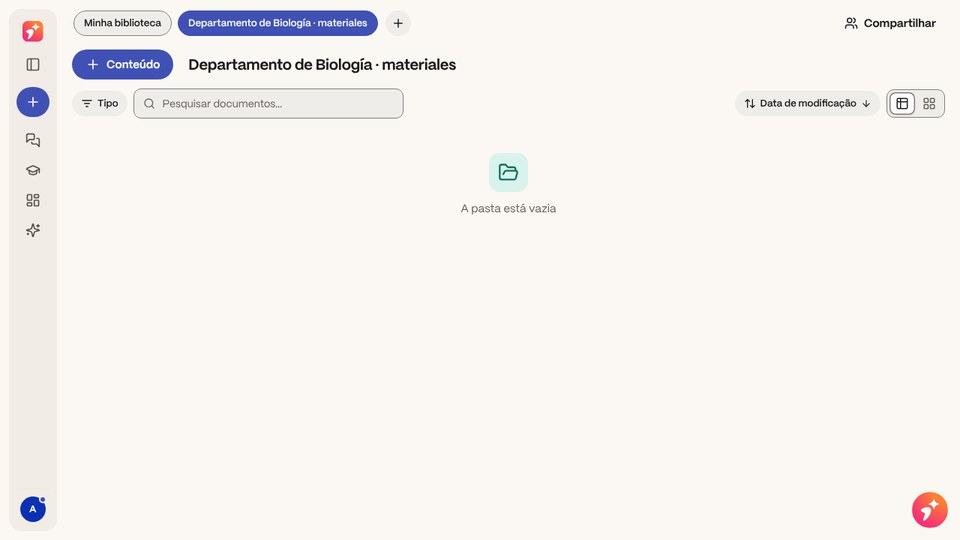 Minha biblioteca
Departamento de Biología · materiales
Compartilhar
Conteúdo
Departamento de Biología · materiales
Tipo
Pesquisar documentos...
Data de modificação
A pasta está vazia
A